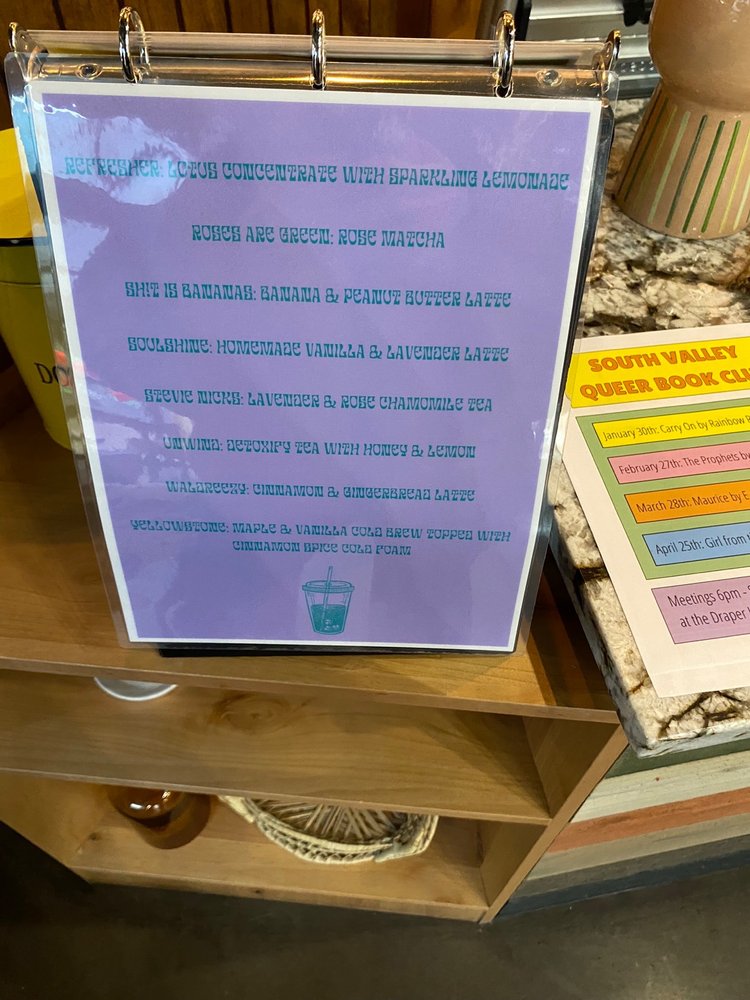 REFRESHER: LOTUS CONCENTRATE WITH SPARKLING LEMONADE
ROSES ARE GREEN: ROSE MATCHA
SH!T IS BANANAS: BANANA & PEANUT BUTTER LATTE
SOULSHINE: HOMEMADE VANILLA & LAVENDER LATTE
STEVIE NICKS: LAVENDER & ROSE CHAMOMILE TEA
UNWIND: DETOXIFY TEA WITH HONEY & LEMON
WALDREEZY: CINNAMON & GINGERBREAD LATTE
YELLOWSTONE: MAPLE & VANILLA COLD BREW TOPPED WITH
CINNAMON SPICE COLD FOAM
SOUTH VALLEY
QUEER BOOK
January 30th: Carry On by Rainbow
February 27th: The Prophets by
March 28th: Maurice by E
April 25th: Girl from
Meetings 6pm -
at the Draper